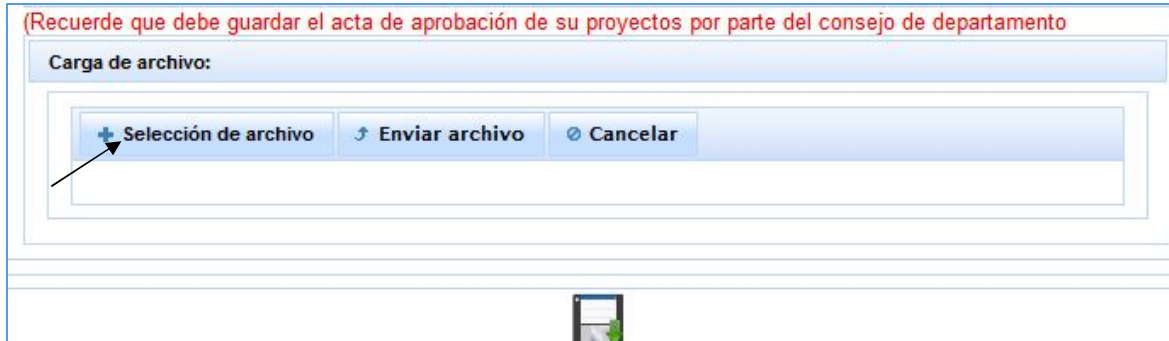 (Recuerde que debe guardar el acta de aprobación de su proyectos por parte del consejo de departamento
Carga de archivo:
Selección de archivo Enviar archivo Cancelar